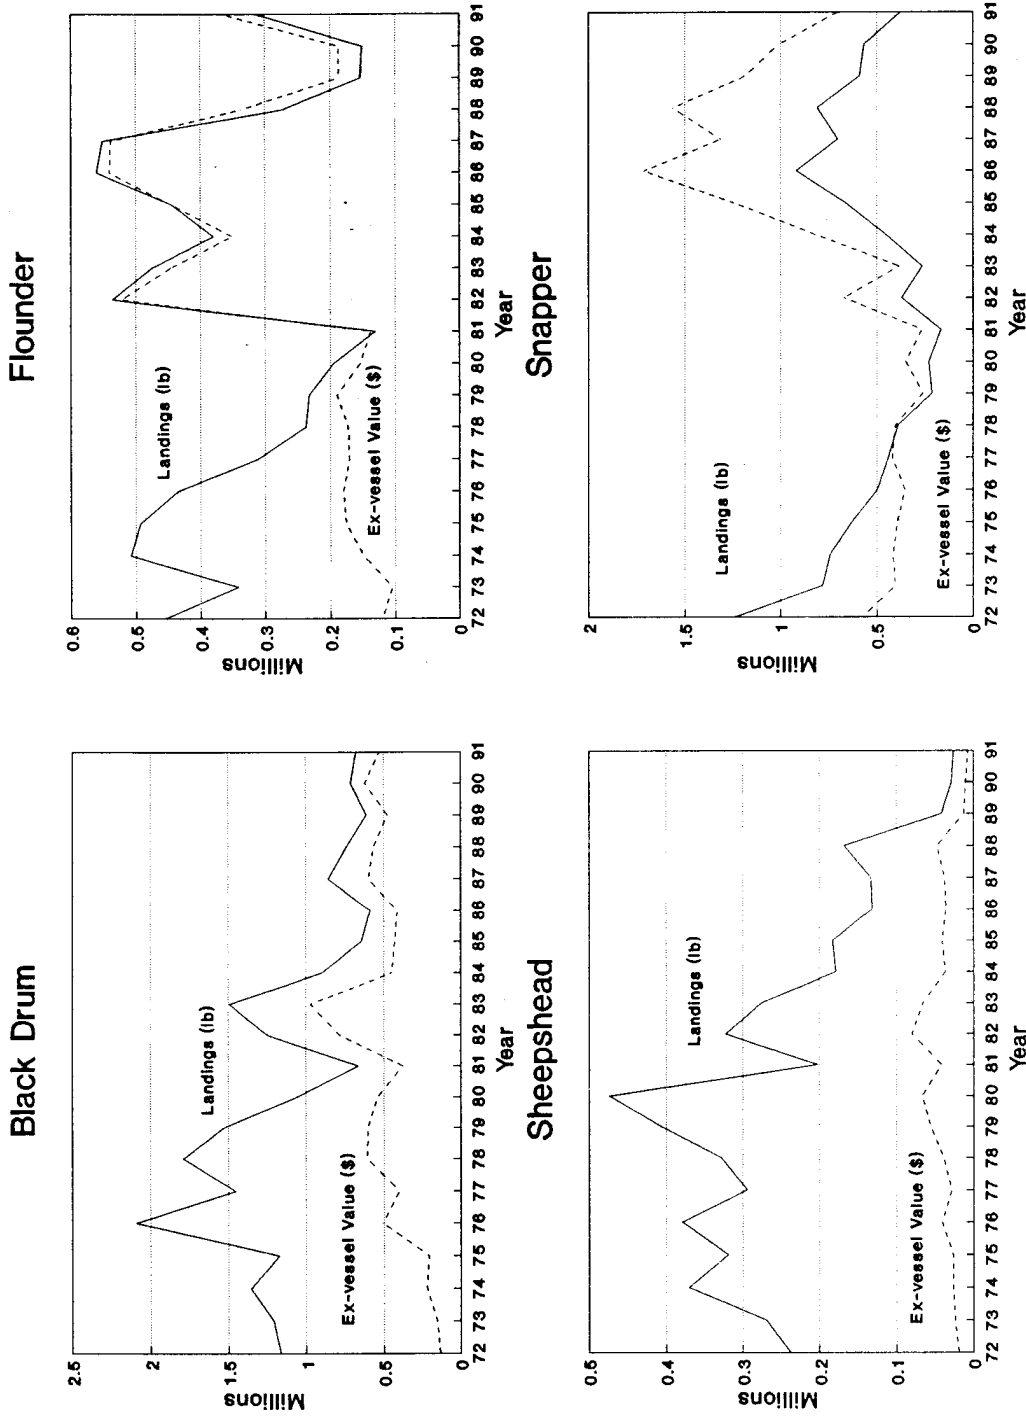 Black Drum
Millions
2.5
2
1.5
1
0.5
0
Landings (lb)
Ex-vessel Value ($)
72 73 74 75 76 77 78 79 80 81 82 83 84 85 86 87 88 89 90 91
Year
Flounder
Millions
0.6
0.5
0.4
0.3
0.2
0.1
0
Landings (lb)
Ex-vessel Value ($)
72 73 74 75 76 77 78 79 80 81 82 83 84 85 86 87 88 89 90 91
Year
Sheepshead
Millions
0.5
0.4
0.3
0.2
0.1
0
Landings (lb)
Ex-vessel Value ($)
72 73 74 75 76 77 78 79 80 81 82 83 84 85 86 87 88 89 90 91
Year
Snapper
Millions
2
1.5
1
0.5
0
Landings (lb)
Ex-vessel Value ($)
72 73 74 75 76 77 78 79 80 81 82 83 84 85 86 87 88 89 90 91
Year